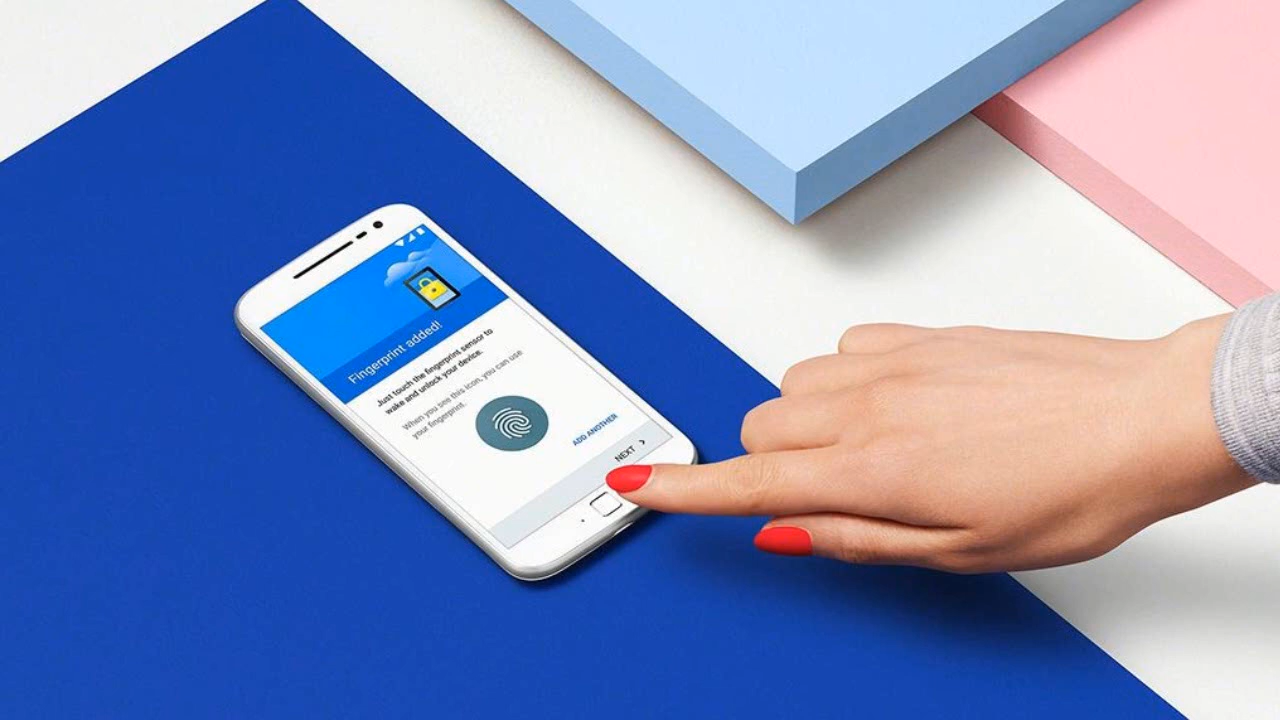 Fingerprint added!
Just touch the fingerprint sensor to
wake and unlock your device.
When you see this icon, you can use
your fingerprint.
ADD ANOTHER
NEXT